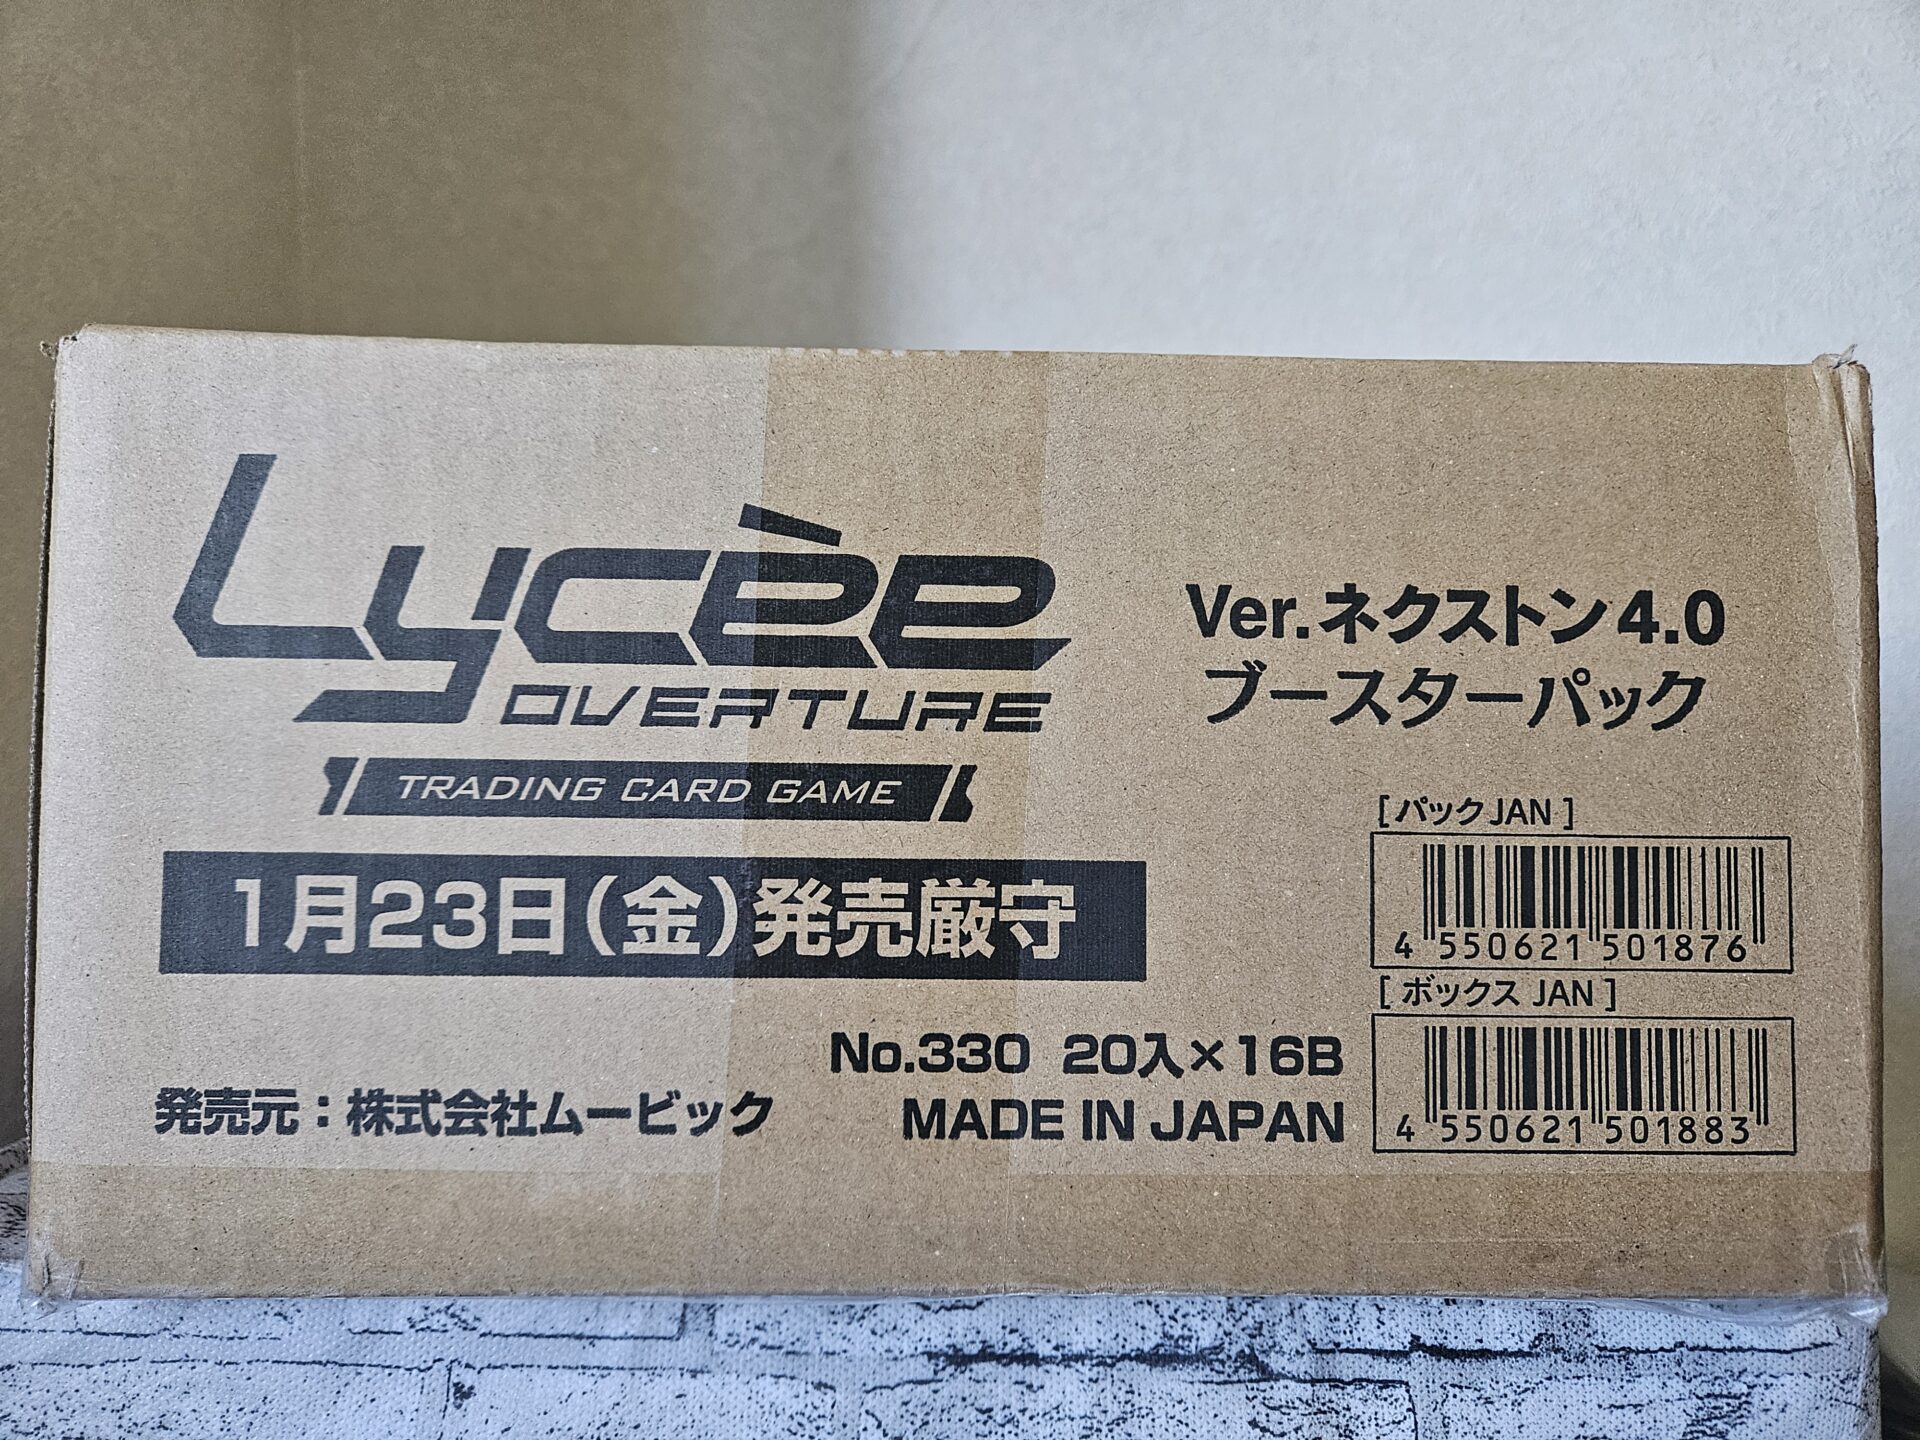 Lycèe
OVERTURE
TRADING CARD GAME
Ver.ネクストン4.0
ブースターパック
1月23日(金)発売厳守
[パックJAN]
4 550621 501876
[ボックス JAN]
4 550621 501883
No.330 20入×16B
発売元：株式会社ムービック
MADE IN JAPAN